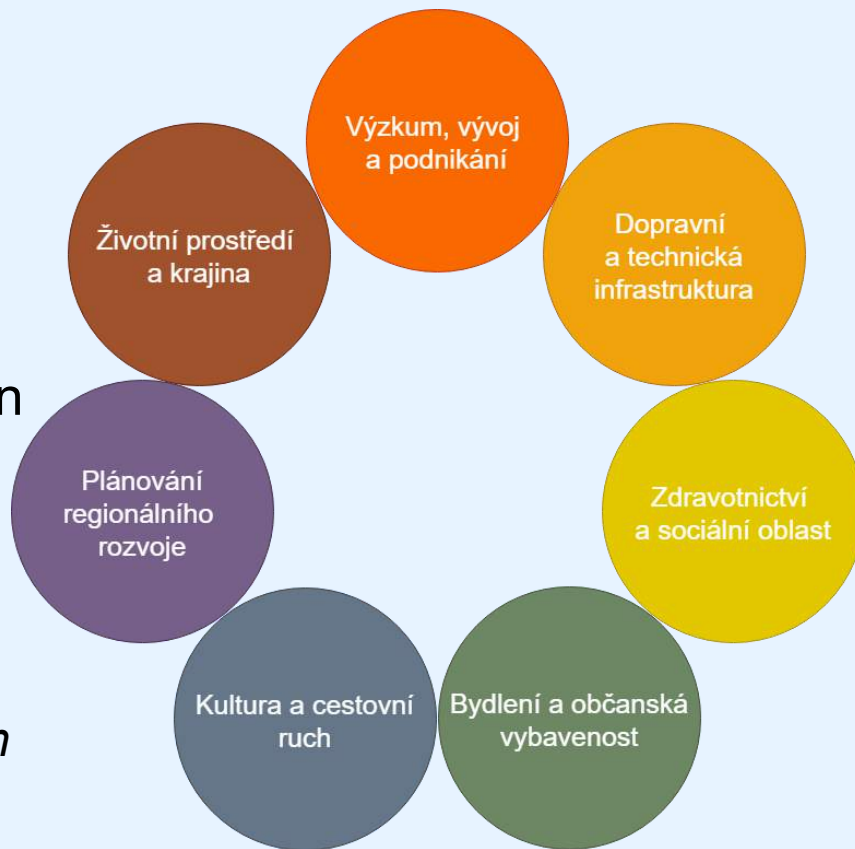 Výzkum, vývoj
a podnikání
Dopravní
a technická
infrastruktura
Zdravotnictví
a sociální oblast
Bydlení a občanská
vybavenost
Kultura a cestovní
ruch
Plánování
regionálního
rozvoje
Životní prostředí
a krajina
n